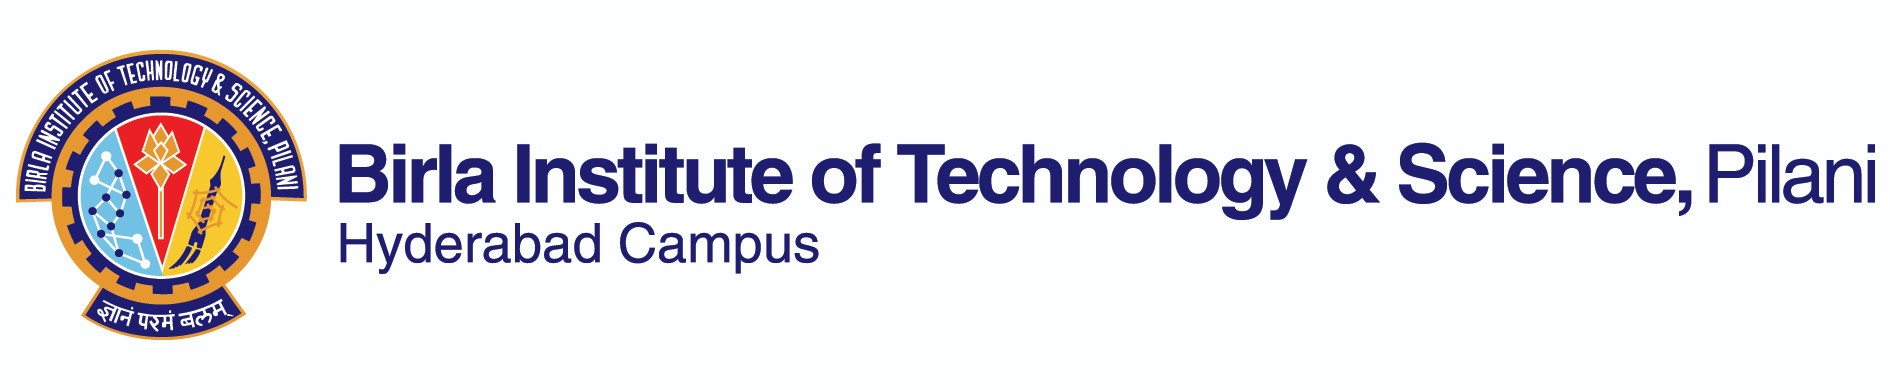 BIRLA INSTITUTE OF TECHNOLOGY & SCIENCE, PILANI
ज्ञानं परमं बलम्
Birla Institute of Technology & Science, Pilani
Hyderabad Campus